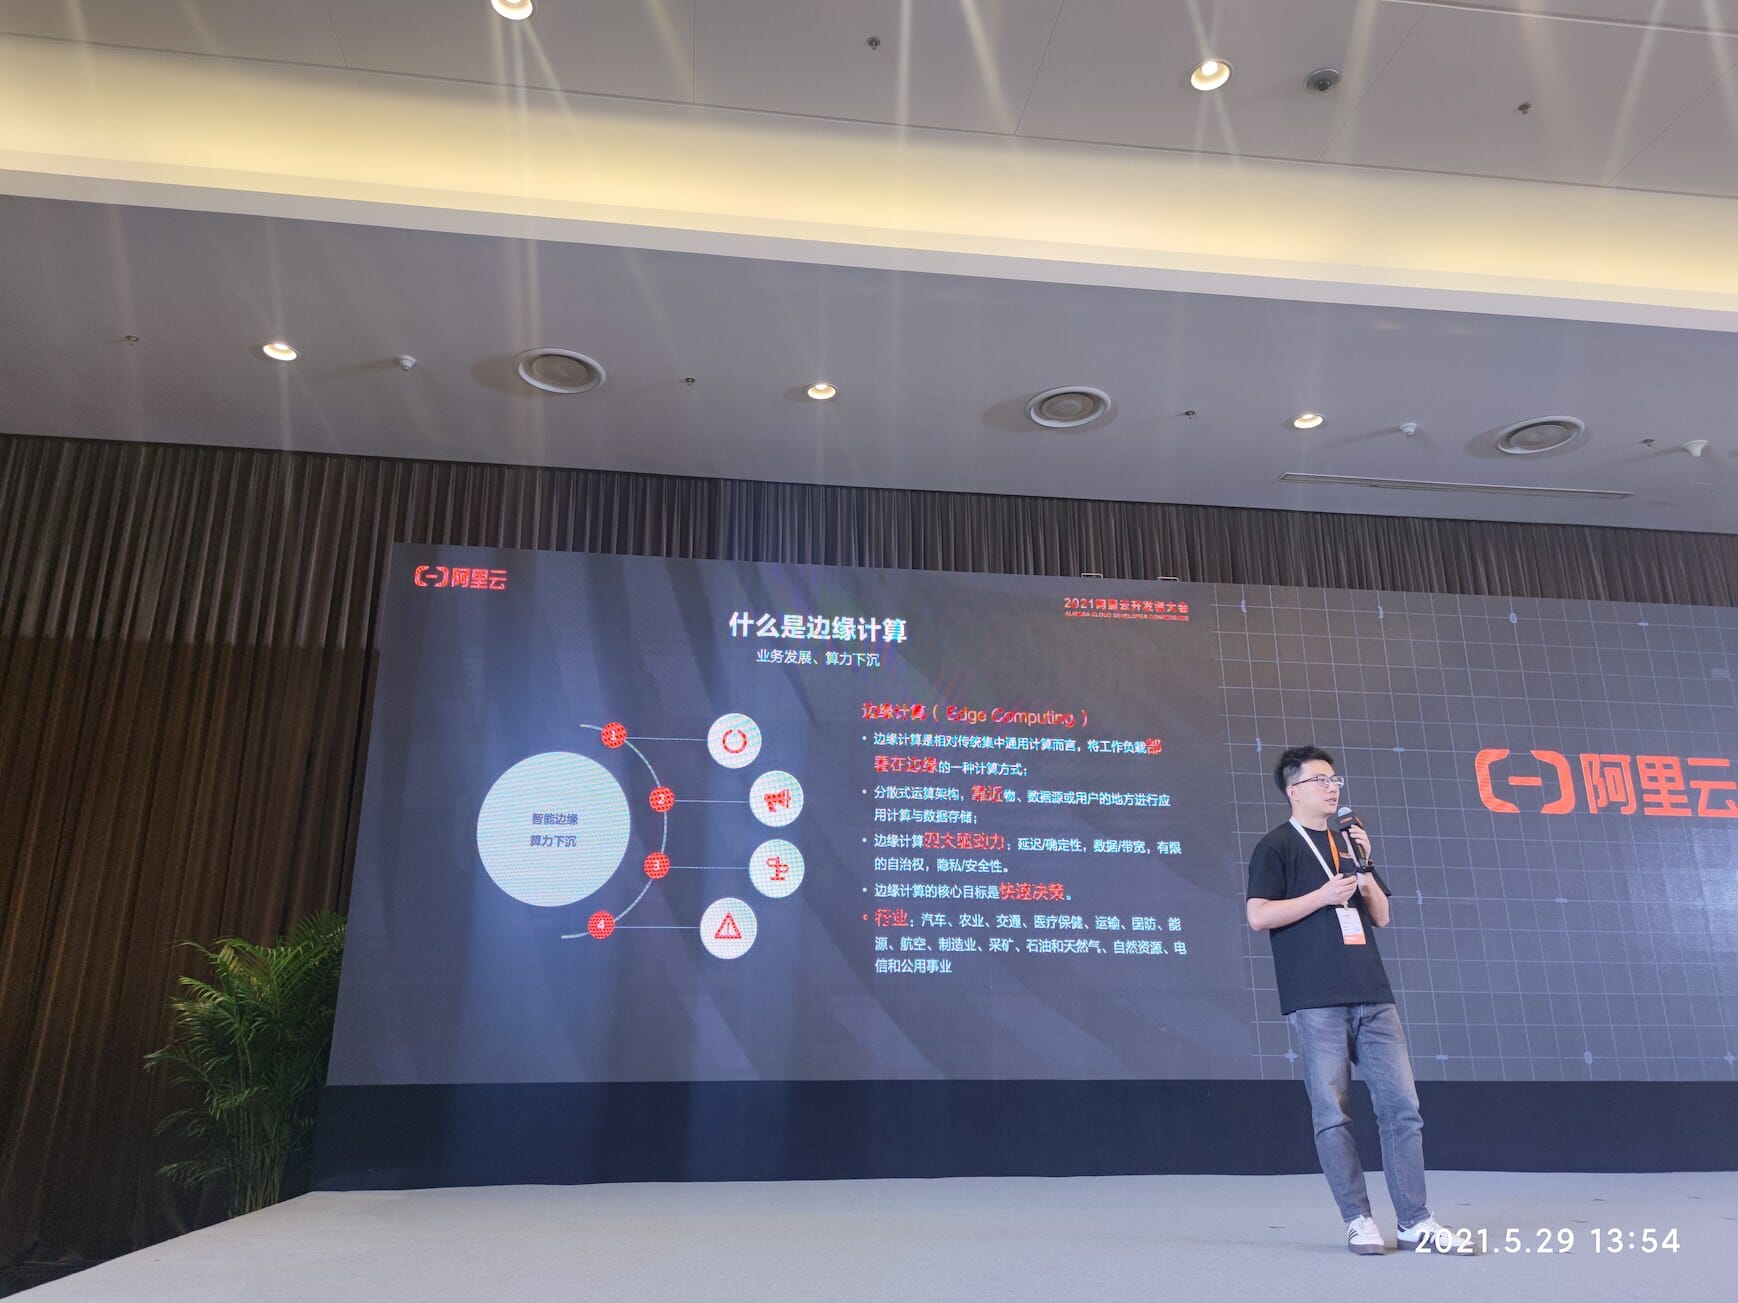 阿里云
2021阿里云开发者大会
ALIBABA CLOUD DEVELOPER CONFERENCE
什么是边缘计算
业务发展、算力下沉
智能边缘
算力下沉
1
2
3
4
边缘计算（ Edge Computing ）
• 边缘计算是相对传统集中通用计算而言，将工作负载部
署在边缘的一种计算方式；
• 分散式运算架构，靠近物、数据源或用户的地方进行应
用计算与数据存储；
• 边缘计算四大驱动力：延迟/确定性，数据/带宽，有限
的自治权，隐私/安全性。
• 边缘计算的核心目标是快速决策。
• 行业：汽车、农业、交通、医疗保健、运输、国防、能
源、航空、制造业、采矿、石油和天然气、自然资源、电
信和公用事业
阿里云
2021.5.29 13:54